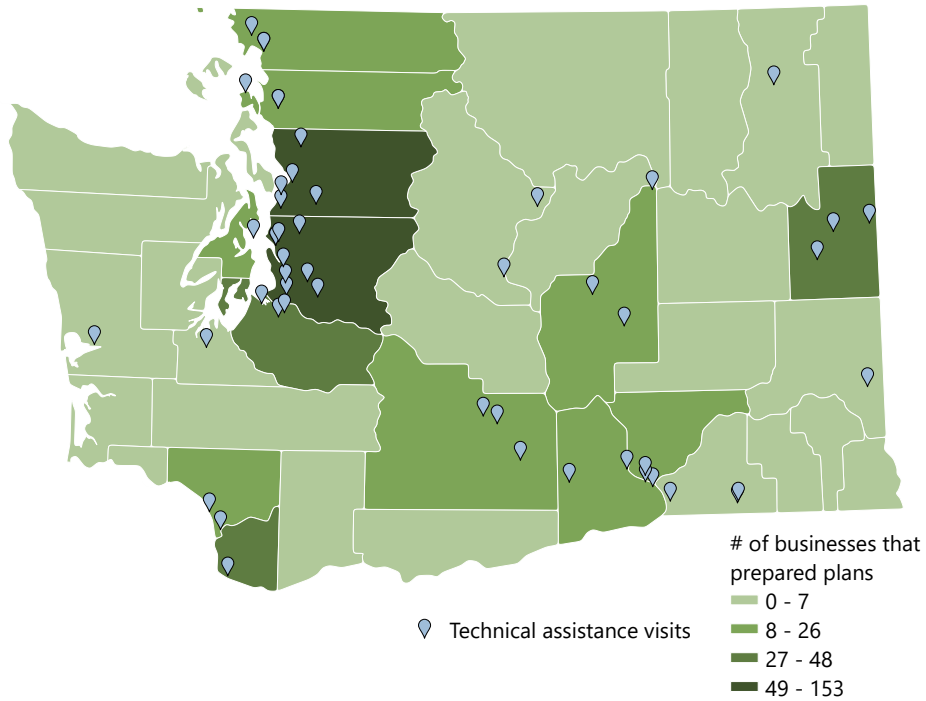 # of businesses that
prepared plans
0 - 7
8 - 26
27 - 48
49 - 153
Technical assistance visits